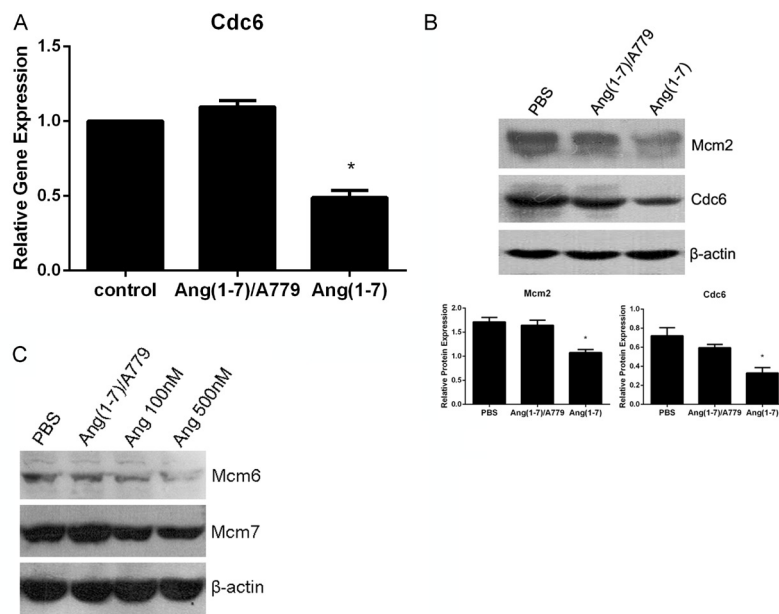 A
Cdc6
Relative Gene Expression
1.5
1.0
0.5
0.0
control Ang(1-7)/A779 Ang(1-7)
*
B
PBS
Ang(1-7)/A779
Ang(1-7)
Mcm2
Cdc6
β-actin
Mcm2
Relative Protein Expression
2.0
1.5
1.0
0.5
0.0
PBS Ang(1-7)/A779 Ang(1-7)
*
Cdc6
Relative Protein Expression
1.0
0.8
0.6
0.4
0.2
0.0
PBS Ang(1-7)/A779 Ang(1-7)
*
C
PBS
Ang(1-7)/A779
Ang 100nM
Ang 500nM
Mcm6
Mcm7
β-actin